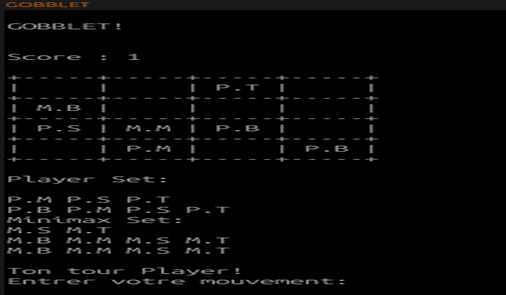 GOBBLET
GOBBLET!
Score : 1
+------+------+------+------+
|      |      | P.T  |      |
+------+------+------+------+
| M.B  |      |      |      |
+------+------+------+------+
| P.S  | M.M  | P.B  |      |
+------+------+------+------+
|      | P.M  |      | P.B  |
+------+------+------+------+
Player Set:
P.M P.S P.T
P.B P.M P.S P.T
Minimax Set:
M.S M.T
M.B M.M M.S M.T
M.B M.M M.S M.T
Ton tour Player!
Entrer votre mouvement: